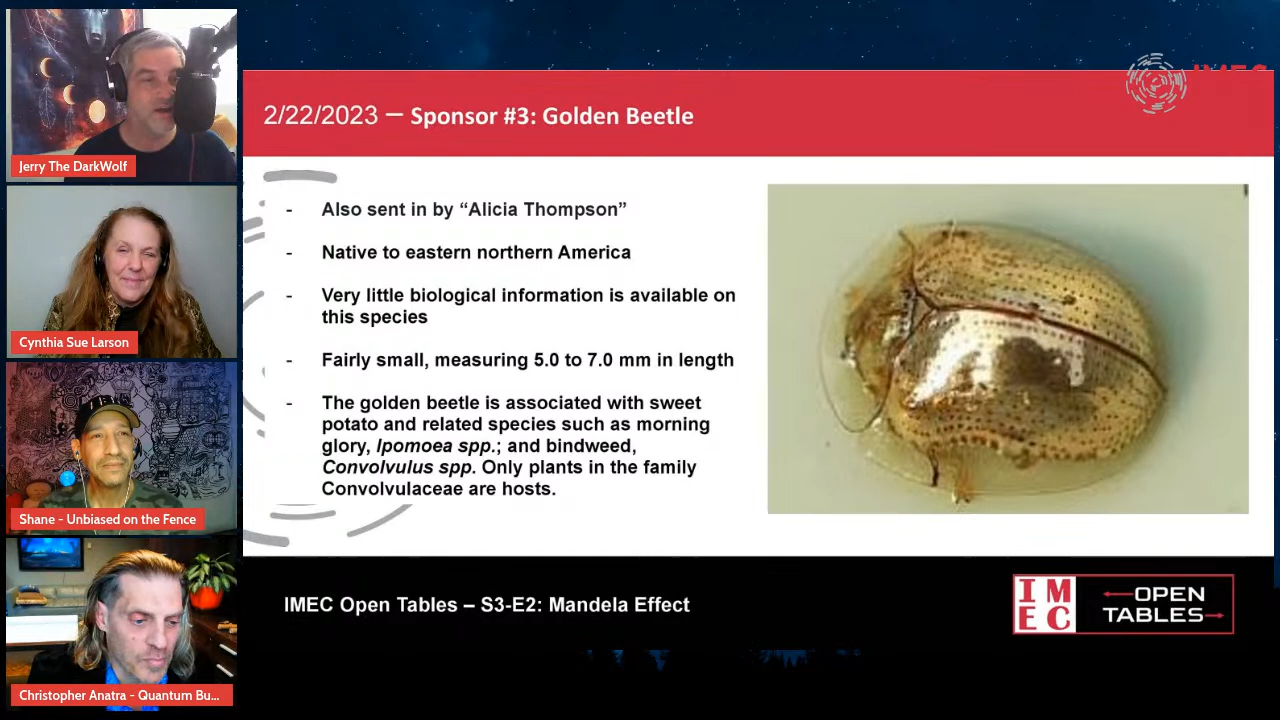 Jerry The DarkWolf
Cynthia Sue Larson
Shane - Unbiased on the Fence
Christopher Anatra - Quantum Bu...
2/22/2023 – Sponsor #3: Golden Beetle
- Also sent in by “Alicia Thompson”
- Native to eastern northern America
- Very little biological information is available on
this species
- Fairly small, measuring 5.0 to 7.0 mm in length
- The golden beetle is associated with sweet
potato and related species such as morning
glory, Ipomoea spp.; and bindweed,
Convolvulus spp. Only plants in the family
Convolvulaceae are hosts.
IMEC Open Tables – S3-E2: Mandela Effect
IM
EC
OPEN
TABLES